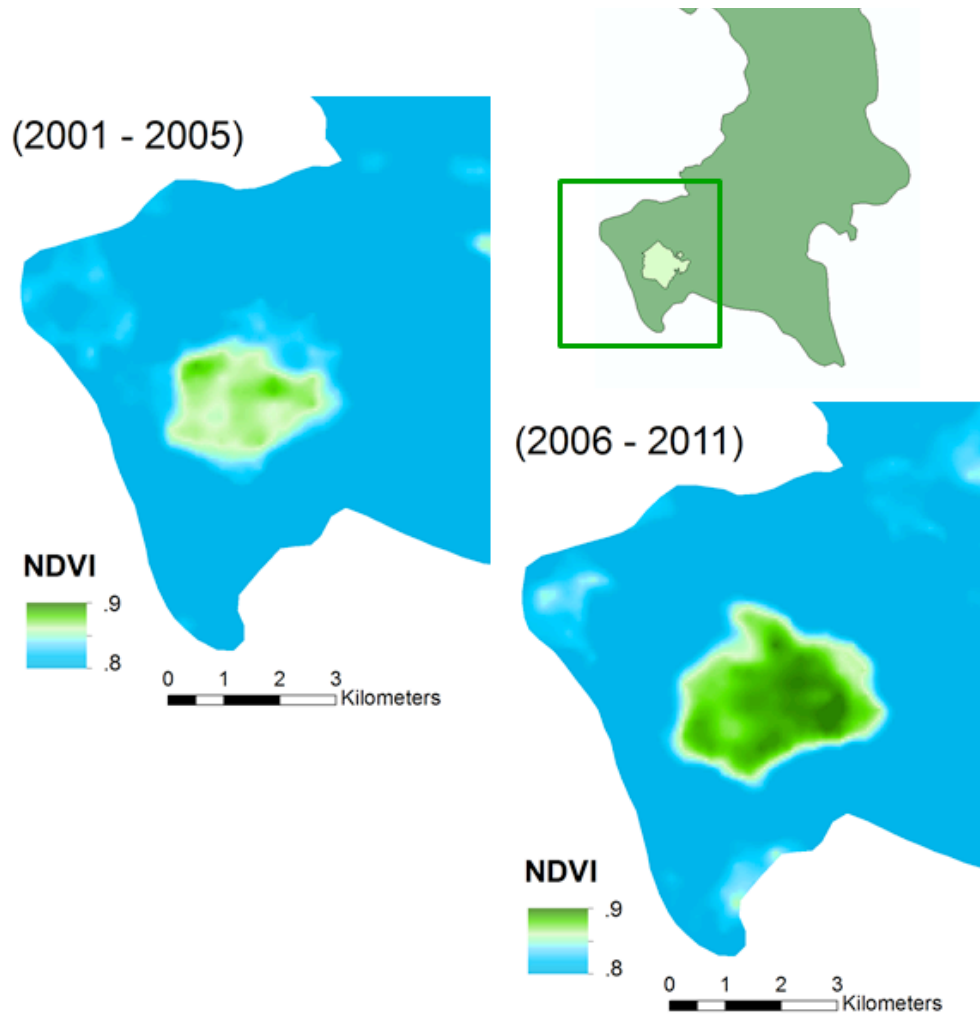 (2001 - 2005)
NDVI
.9
.8
0 1 2 3
Kilometers
(2006 - 2011)
NDVI
.9
.8
0 1 2 3
Kilometers